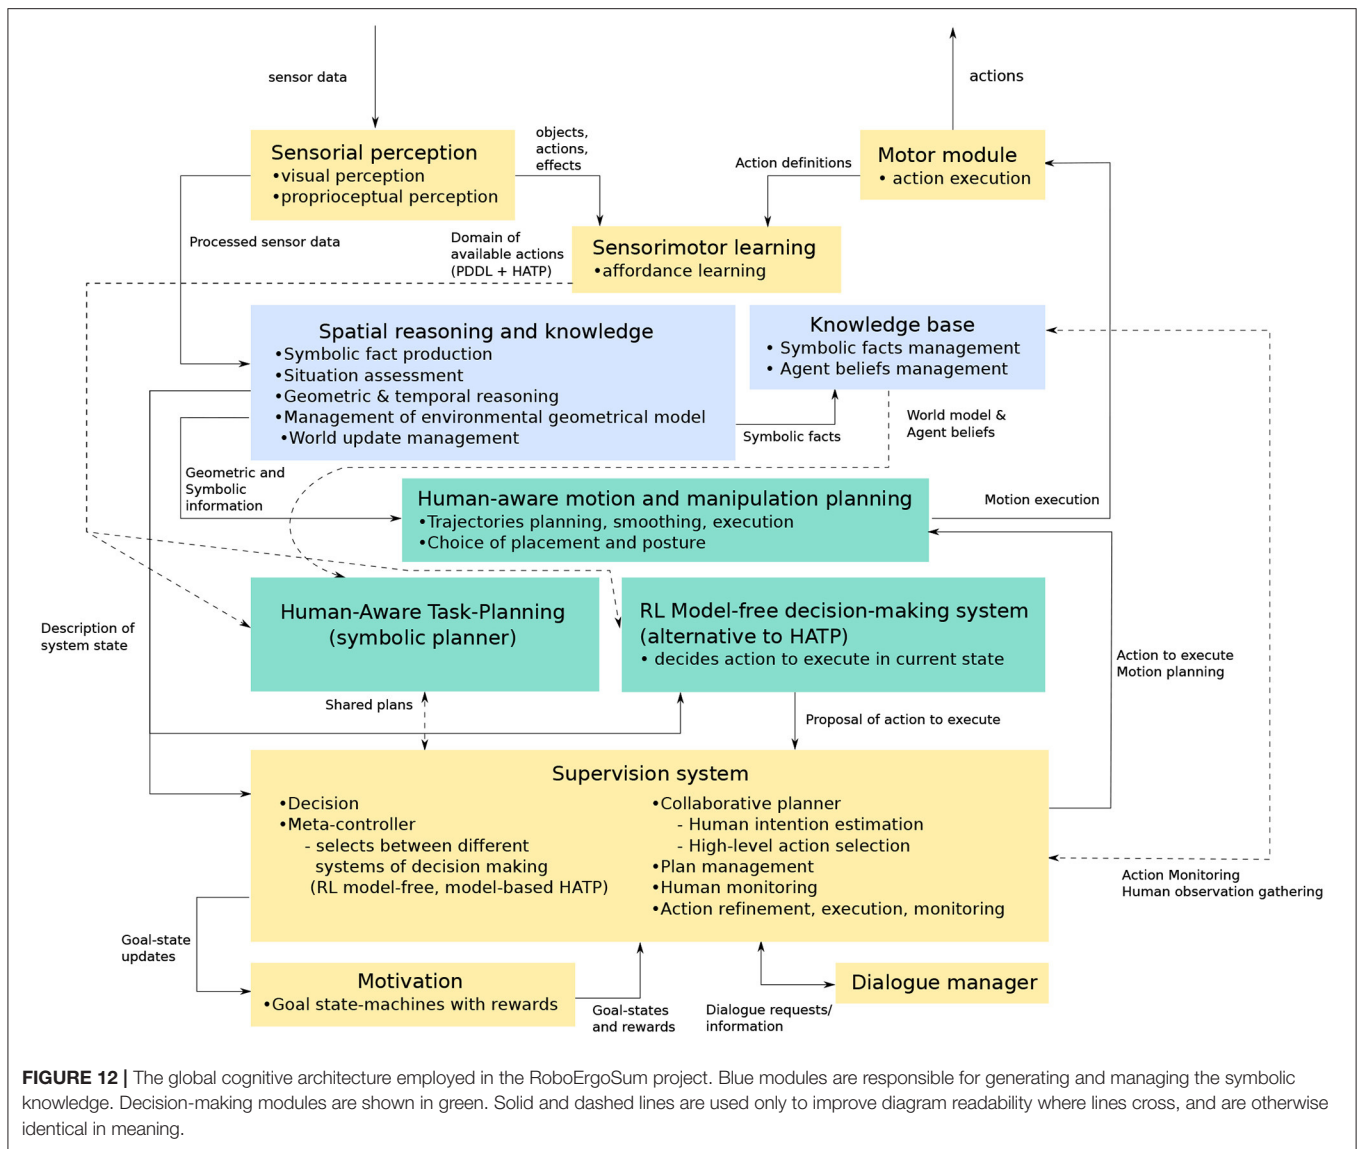 sensor data
actions
Sensorial perception
•visual perception
•proprioceptual perception
objects,
actions,
effects
Action definitions
Motor module
• action execution
Processed sensor data
Domain of
available actions
(PDDL + HATP)
Sensorimotor learning
•affordance learning
Spatial reasoning and knowledge
•Symbolic fact production
•Situation assessment
•Geometric & temporal reasoning
•Management of environmental geometrical model
•World update management
Knowledge base
• Symbolic facts management
• Agent beliefs management
Symbolic facts
World model &
Agent beliefs
Geometric and
Symbolic
information
Human-aware motion and manipulation planning
•Trajectories planning, smoothing, execution
•Choice of placement and posture
Motion execution
Human-Aware Task-Planning
(symbolic planner)
RL Model-free decision-making system
(alternative to HATP)
• decides action to execute in current state
Description of
system state
Action to execute
Motion planning
Shared plans
Proposal of action to execute
Supervision system
•Decision
•Meta-controller
- selects between different
systems of decision making
(RL model-free, model-based HATP)
•Collaborative planner
- Human intention estimation
- High-level action selection
•Plan management
•Human monitoring
•Action refinement, execution, monitoring
Action Monitoring
Human observation gathering
Goal-state
updates
Motivation
•Goal state-machines with rewards
Goal-states
and rewards
Dialogue requests/
information
Dialogue manager
FIGURE 12 | The global cognitive architecture employed in the RoboErgoSum project. Blue modules are responsible for generating and managing the symbolic
knowledge. Decision-making modules are shown in green. Solid and dashed lines are used only to improve diagram readability where lines cross, and are otherwise
identical in meaning.